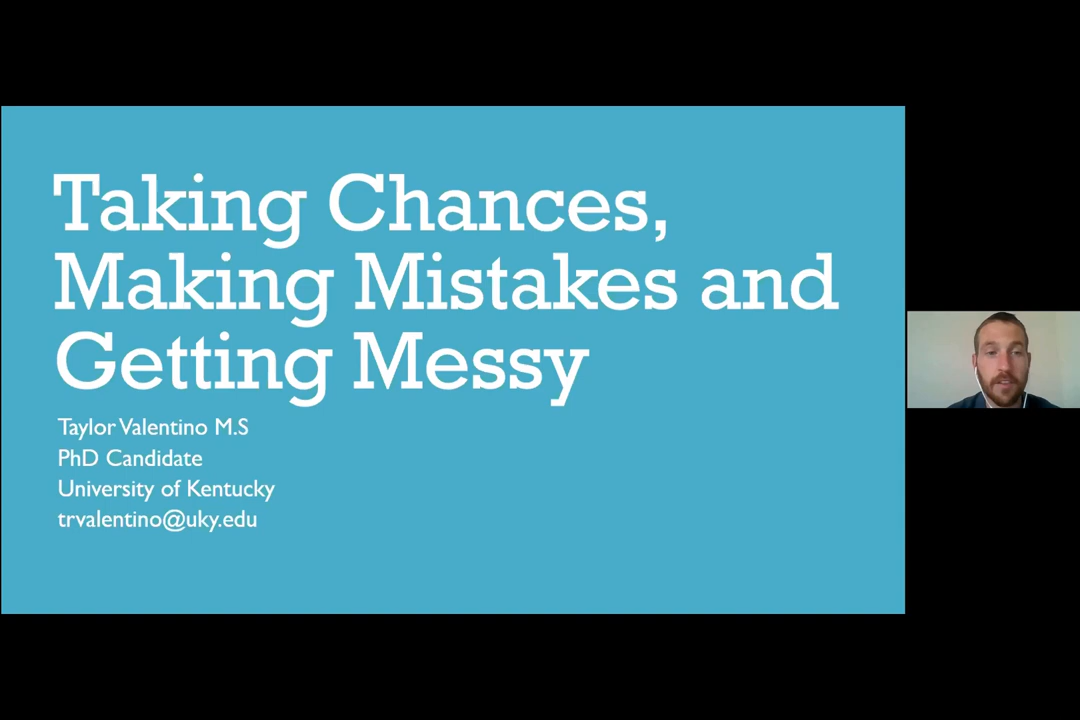 Taking Chances,
Making Mistakes and
Getting Messy
Taylor Valentino M.S
PhD Candidate
University of Kentucky
trvalentino@uky.edu